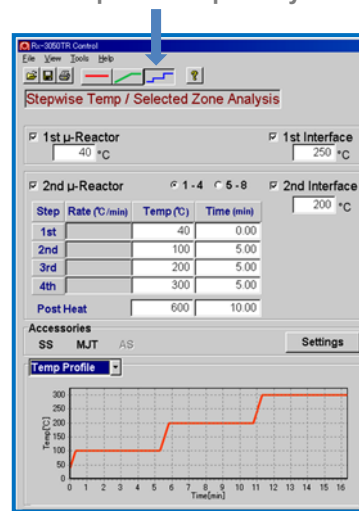 Rx-3050TR Control
File View Tools Help
?
Stepwise Temp / Selected Zone Analysis
1st µ-Reactor
40 °C
1st Interface
250 °C
2nd µ-Reactor 1 - 4 5 - 8
2nd Interface
200 °C
Step Rate (°C/min) Temp (°C) Time (min)
1st 40 0.00
2nd 100 5.00
3rd 200 5.00
4th 300 5.00
Post Heat 600 10.00
Accessories
SS MJT AS
Settings
Temp Profile
Temp[C]
300
250
200
150
100
50
0
0 1 2 3 4 5 6 7 8 9 10 11 12 13 14 15 16
Time[min]